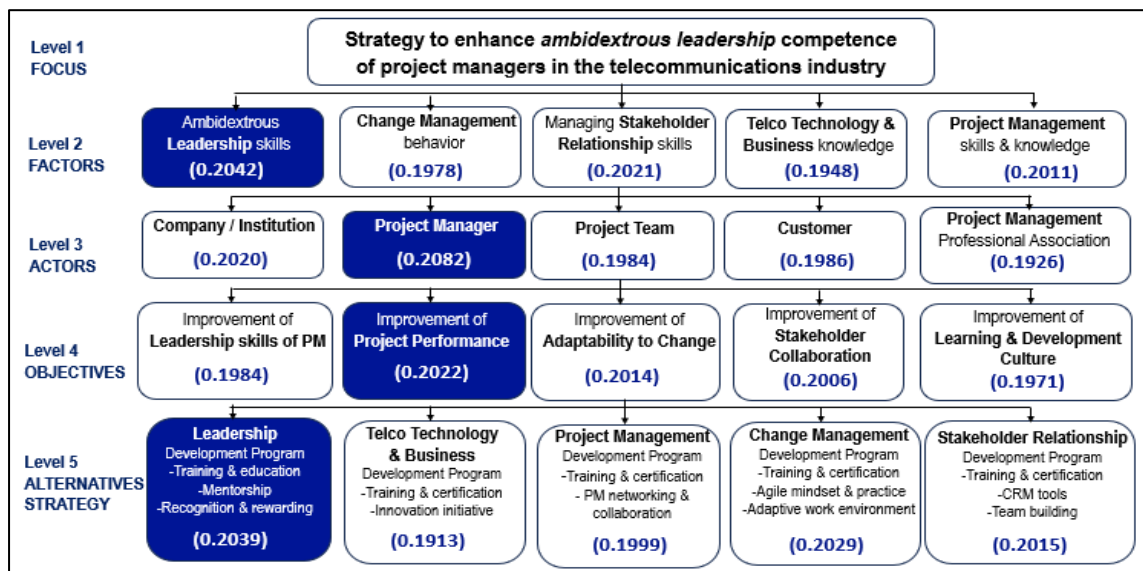 Level 1
FOCUS
Strategy to enhance ambidextrous leadership competence
of project managers in the telecommunications industry
Level 2
FACTORS
Ambidextrous
Leadership skills
(0.2042)
Change Management
behavior
(0.1978)
Managing Stakeholder
Relationship skills
(0.2021)
Telco Technology &
Business knowledge
(0.1948)
Project Management
skills & knowledge
(0.2011)
Level 3
ACTORS
Company / Institution
(0.2020)
Project Manager
(0.2082)
Project Team
(0.1984)
Customer
(0.1986)
Project Management
Professional Association
(0.1926)
Level 4
OBJECTIVES
Improvement of
Leadership skills of PM
(0.1984)
Improvement of
Project Performance
(0.2022)
Improvement of
Adaptability to Change
(0.2014)
Improvement of
Stakeholder
Collaboration
(0.2006)
Improvement of
Learning & Development
Culture
(0.1971)
Level 5
ALTERNATIVES
STRATEGY
Leadership
Development Program
-Training & education
-Mentorship
-Recognition & rewarding
(0.2039)
Telco Technology
& Business
Development Program
-Training & certification
-Innovation initiative
(0.1913)
Project Management
Development Program
-Training & certification
- PM networking &
collaboration
(0.1999)
Change Management
Development Program
-Training & certification
-Agile mindset & practice
-Adaptive work environment
(0.2029)
Stakeholder Relationship
Development Program
-Training & certification
-CRM tools
-Team building
(0.2015)